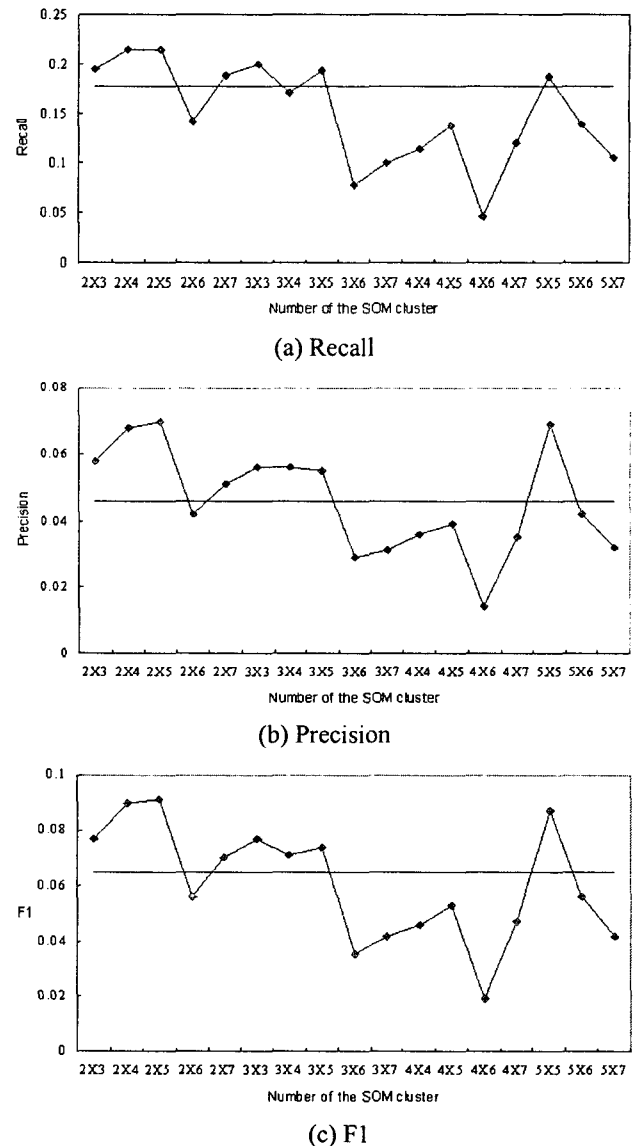 0.25
0.2
0.15
0.1
0.05
0
Recall
2X3 2X4 2X5 2X6 2X7 3X3 3X4 3X5 3X6 3X7 4X4 4X5 4X6 4X7 5X5 5X6 5X7
Number of the SOM cluster
(a) Recall
0.08
0.06
0.04
0.02
0
Precision
2X3 2X4 2X5 2X6 2X7 3X3 3X4 3X5 3X6 3X7 4X4 4X5 4X6 4X7 5X5 5X6 5X7
Number of the SOM cluster
(b) Precision
0.1
0.08
0.06
0.04
0.02
0
F1
2X3 2X4 2X5 2X6 2X7 3X3 3X4 3X5 3X6 3X7 4X4 4X5 4X6 4X7 5X5 5X6 5X7
Number of the SOM cluster
(c) F1